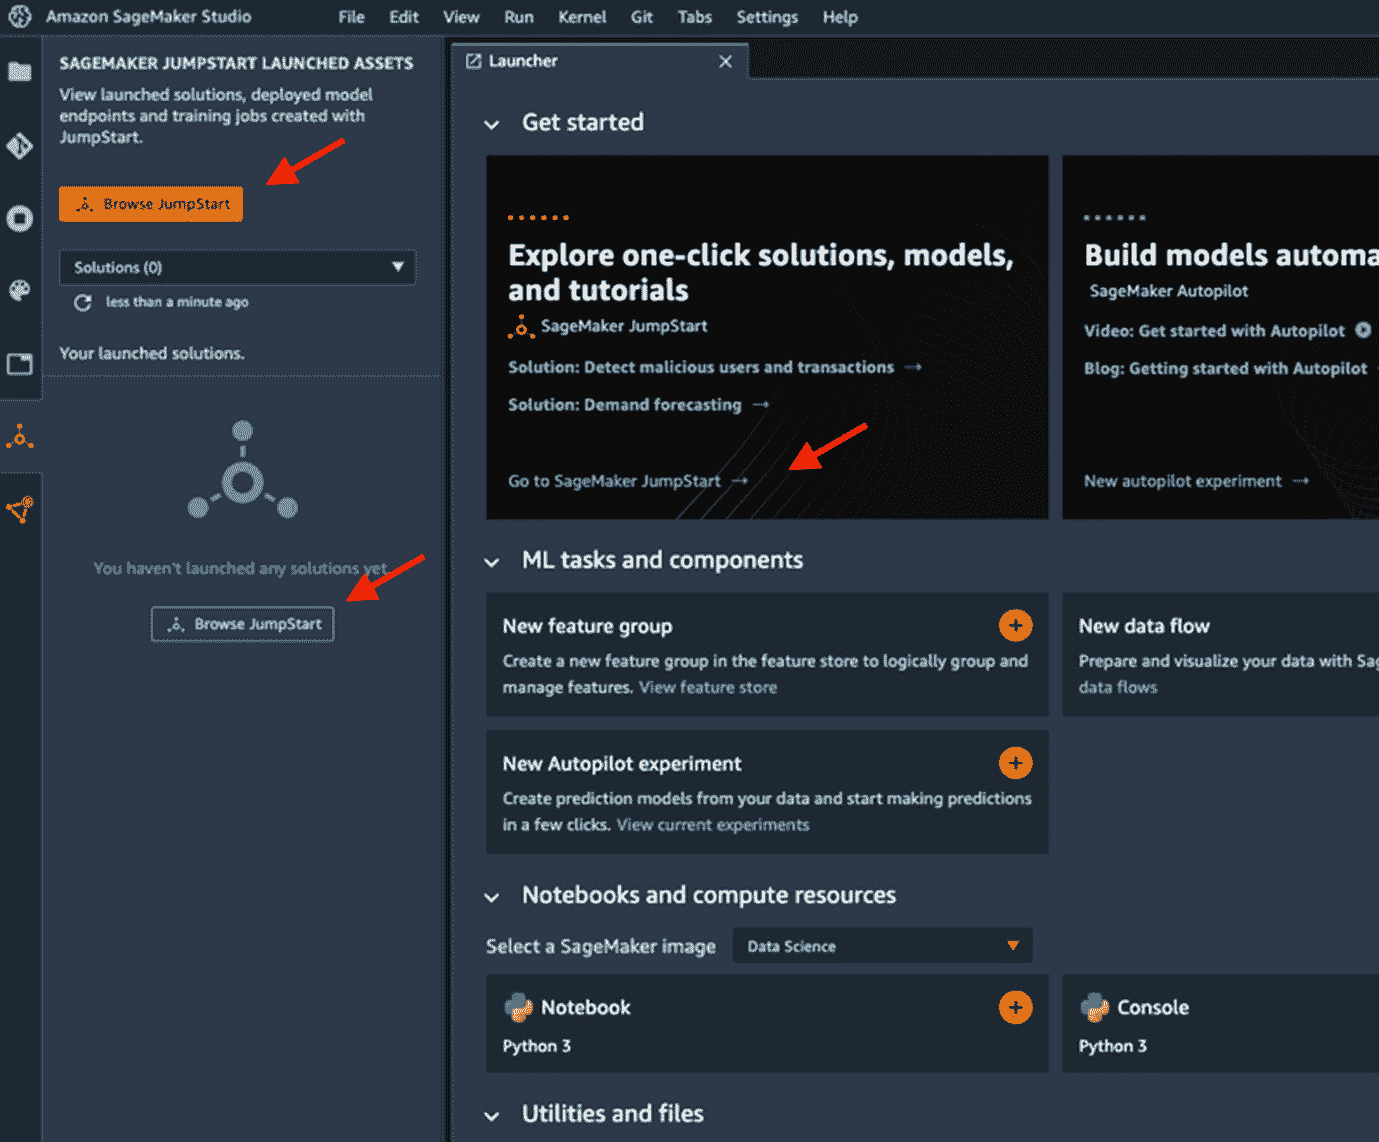 Amazon SageMaker Studio File Edit View Run Kernel Git Tabs Settings Help
SAGEMAKER JUMPSTART LAUNCHED ASSETS
View launched solutions, deployed model
endpoints and training jobs created with
JumpStart.
Browse JumpStart
Solutions (0)
less than a minute ago
Your launched solutions.
You haven't launched any solutions yet.
Browse JumpStart
Launcher
Get started
Explore one-click solutions, models,
and tutorials
SageMaker JumpStart
Solution: Detect malicious users and transactions →
Solution: Demand forecasting →
Go to SageMaker JumpStart →
Build models automa
SageMaker Autopilot
Video: Get started with Autopilot
Blog: Getting started with Autopilot
New autopilot experiment →
ML tasks and components
New feature group
Create a new feature group in the feature store to logically group and
manage features. View feature store
New data flow
Prepare and visualize your data with Sag
data flows
New Autopilot experiment
Create prediction models from your data and start making predictions
in a few clicks. View current experiments
Notebooks and compute resources
Select a SageMaker image Data Science
Notebook
Python 3
Console
Python 3
Utilities and files